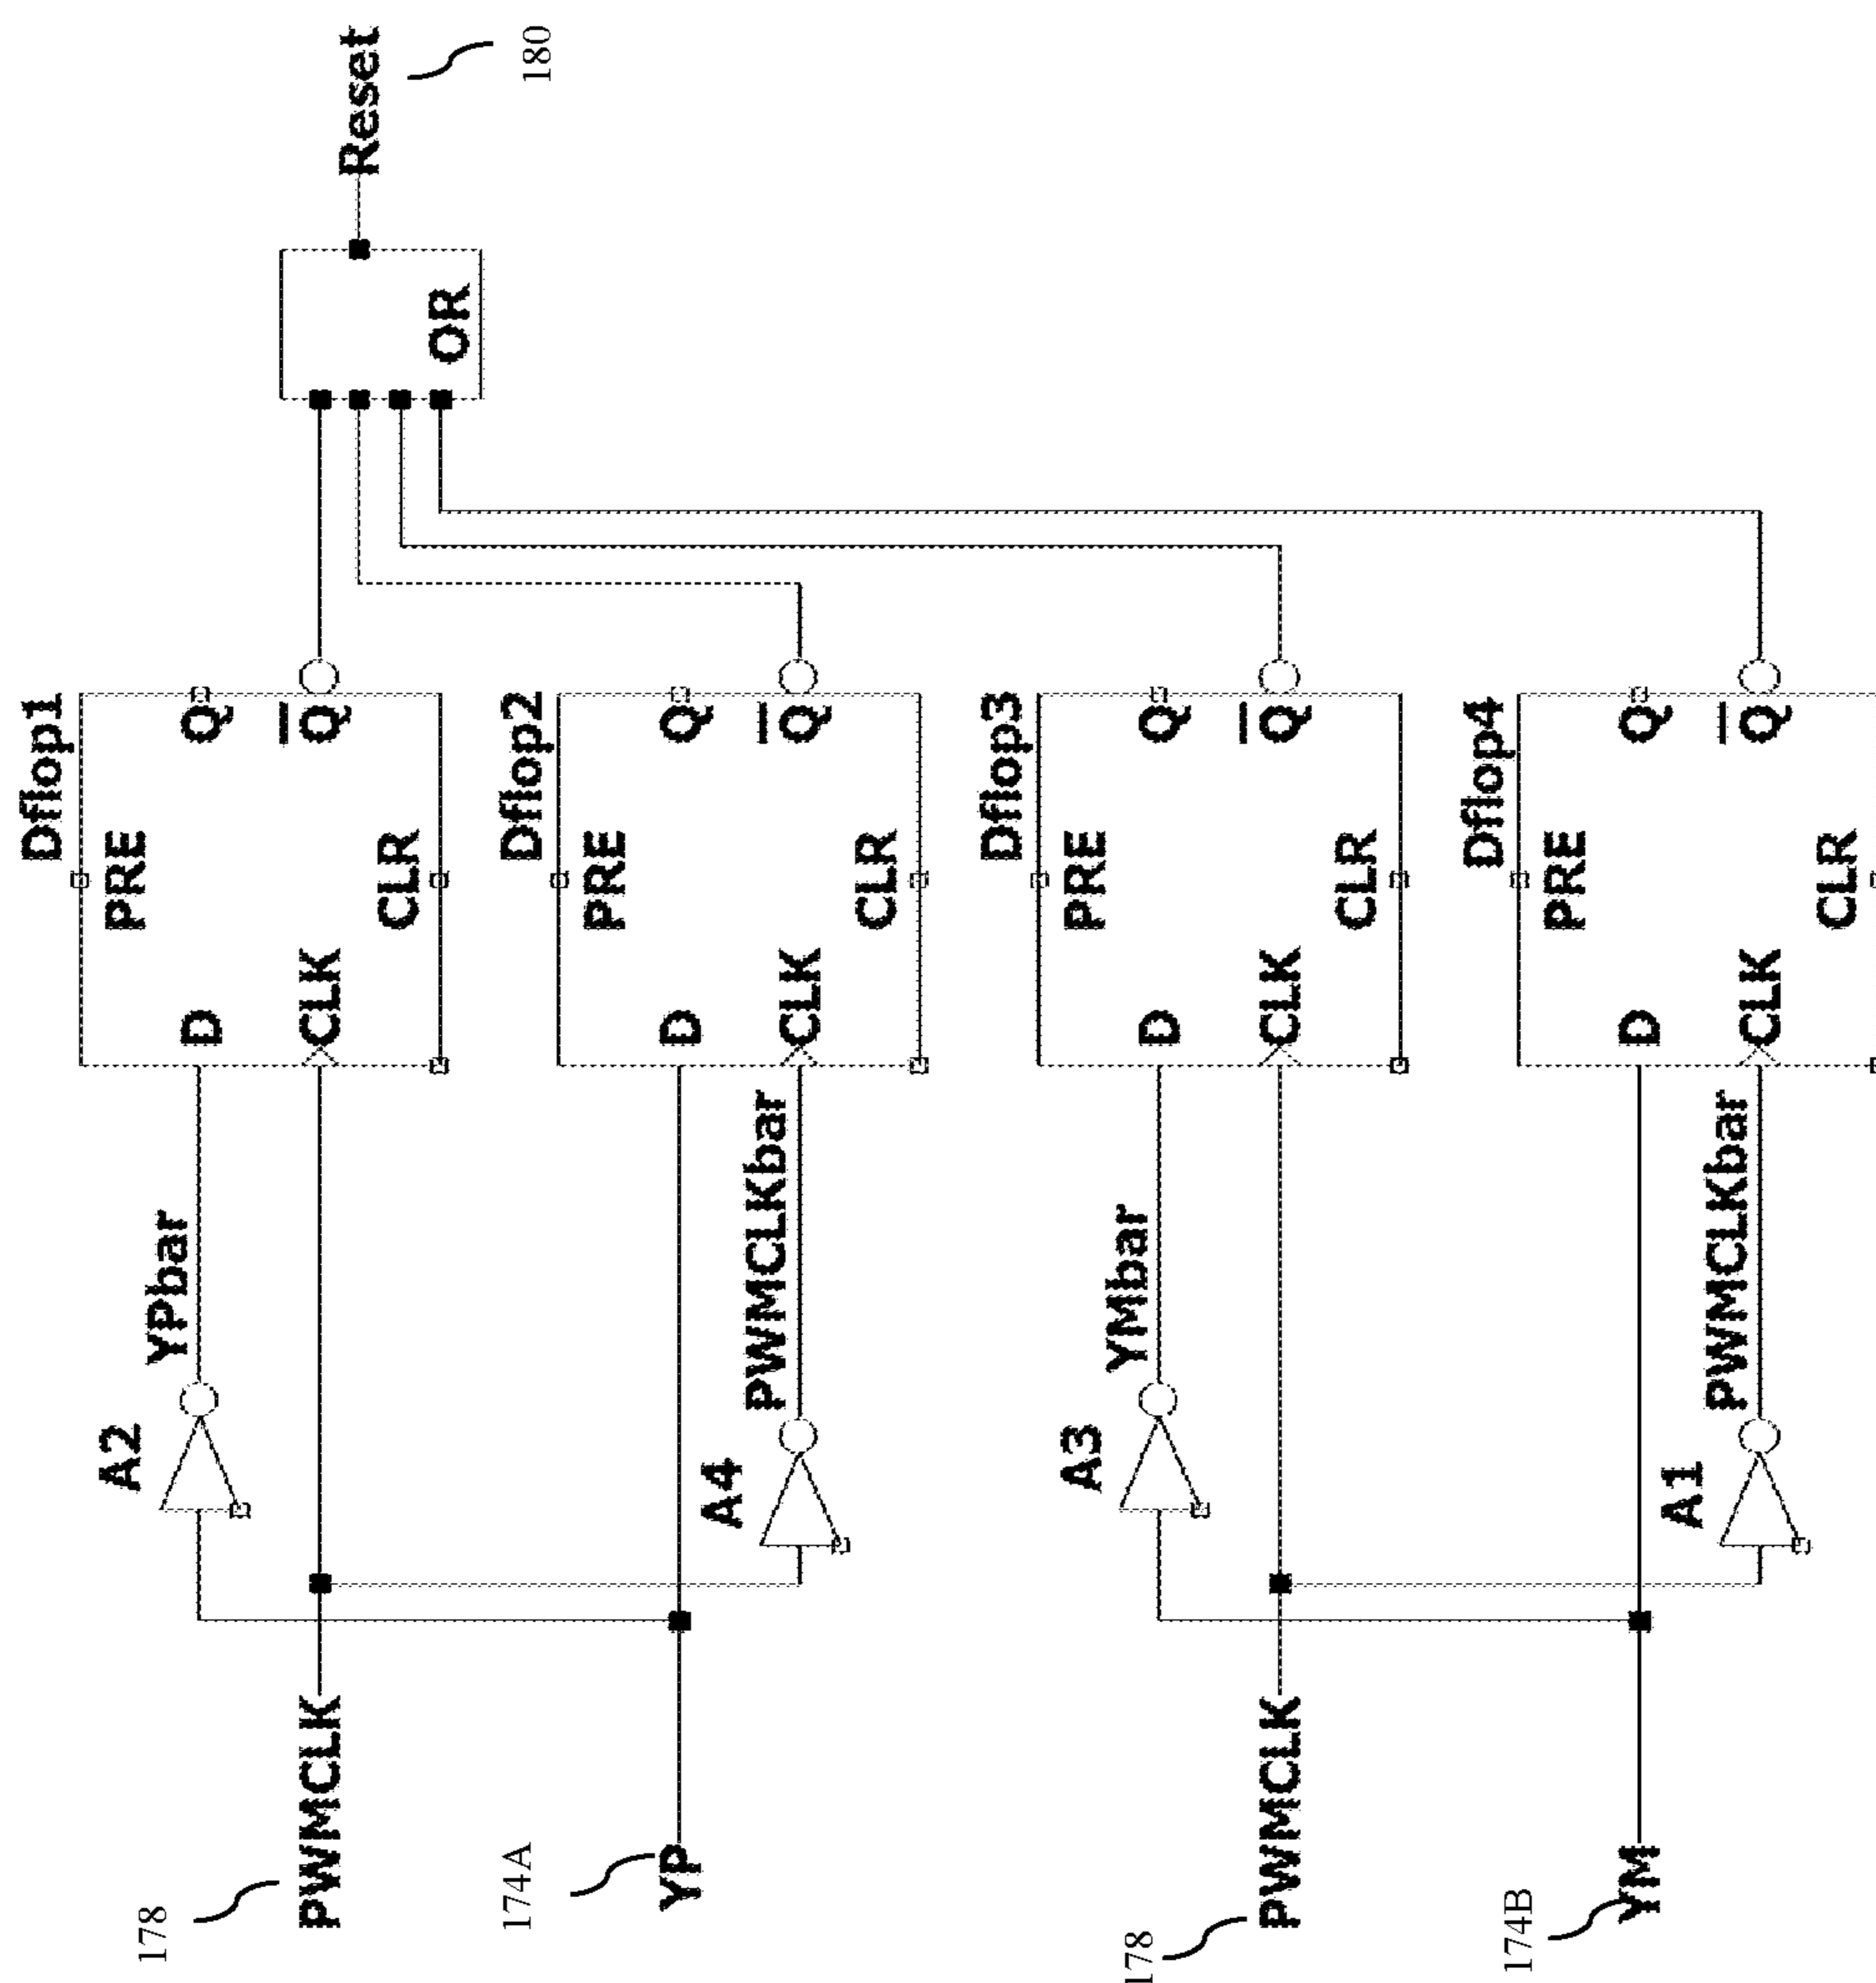 Dflop1
PRE
D
Q
CLK
Q
CLR
A2
YPbar
178
PWMCLK
Dflop2
PRE
D
Q
CLK
Q
CLR
A4
PWMCLKbar
174A
YP
OR
Reset
180
Dflop3
PRE
D
Q
CLK
Q
CLR
A3
YMbar
178
PWMCLK
Dflop4
PRE
D
Q
CLK
Q
CLR
A1
PWMCLKbar
174B
YM